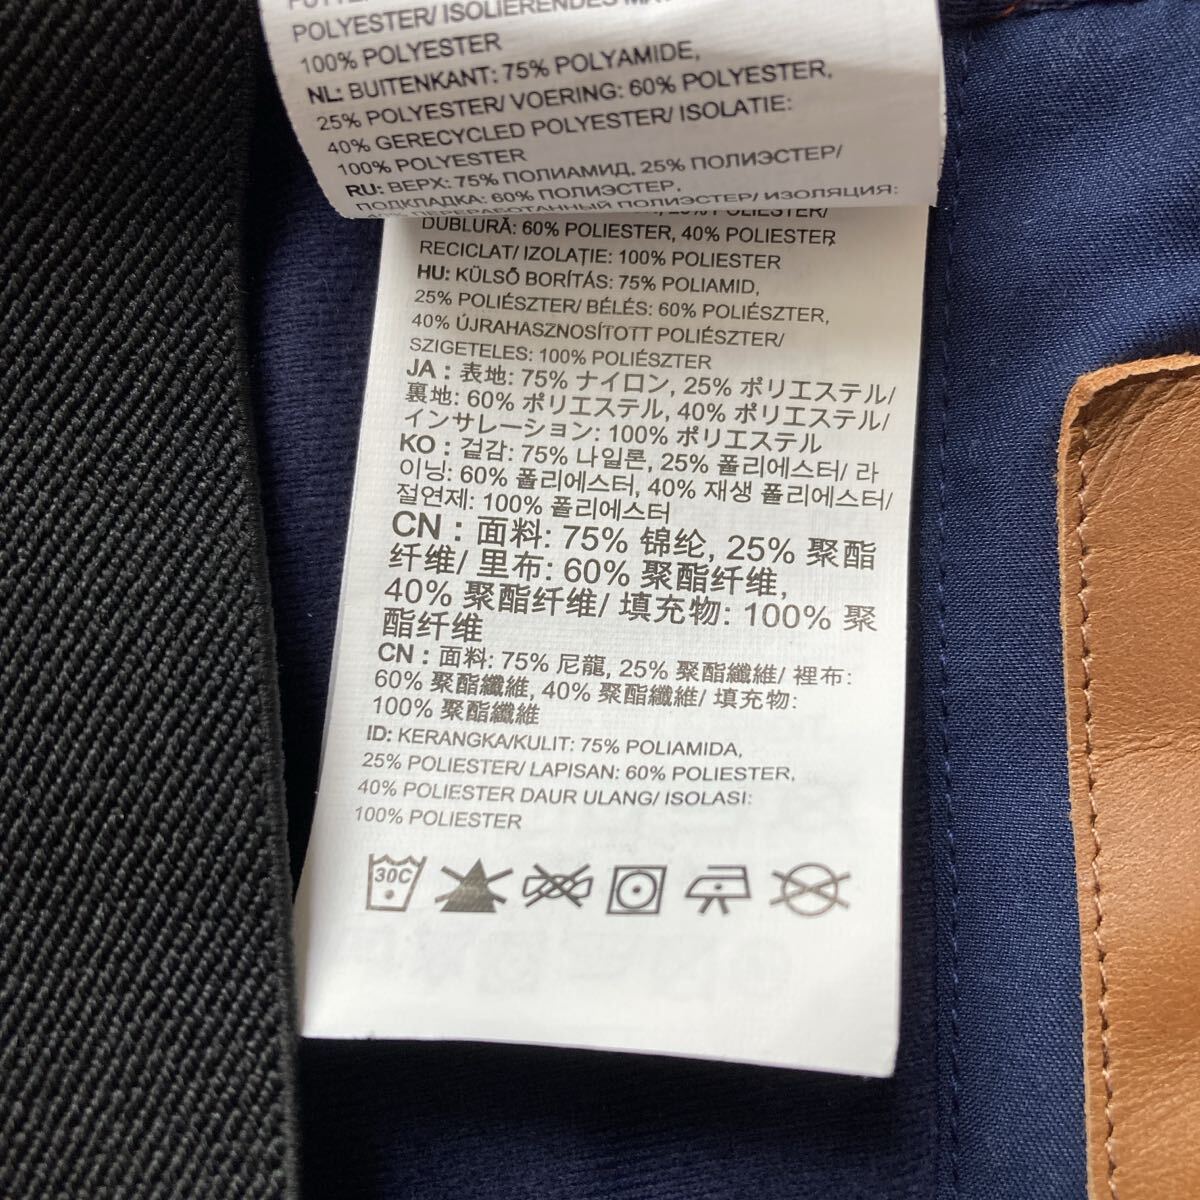 POLYESTER/ ISOLIERENDES
100% POLYESTER
NL: BUITENKANT: 75% POLYAMIDE,
25% POLYESTER/ VOERING: 60% POLYESTER,
40% GERECYCLED POLYESTER/ ISOLATIE:
100% POLYESTER
RU: ВЕРХ: 75% ПОЛИАМИД, 25% ПОЛИЭСТЕР/
ПОДКЛАДКА: 60% ПОЛИЭСТЕР,
ПЕРЕРАБОТАННЫЙ ПОЛИЭСТЕР/ ИЗОЛЯЦИЯ:
POLIESTER/
DUBLURĂ: 60% POLIESTER, 40% POLIESTER
RECICLAT/ IZOLAȚIE: 100% POLIESTER
HU: KÜLSŐ BORÍTÁS: 75% POLIAMID,
25% POLIÉSZTER/ BÉLÉS: 60% POLIÉSZTER,
40% ÚJRAHASZNOSÍTOTT POLIÉSZTER/
SZIGETELES: 100% POLIÉSZTER
JA : 表地: 75% ナイロン, 25% ポリエステル/
裏地: 60% ポリエステル, 40% ポリエステル/
インサレーション: 100% ポリエステル
KO : 겉감: 75% 나일론, 25% 폴리에스터/ 라
이닝: 60% 폴리에스터, 40% 재생 폴리에스터/
절연제: 100% 폴리에스터
CN : 面料: 75% 锦纶, 25% 聚酯
纤维/ 里布: 60% 聚酯纤维,
40% 聚酯纤维/ 填充物: 100% 聚
酯纤维
CN : 面料: 75% 尼龍, 25% 聚酯纖維/ 裡布:
60% 聚酯纖維, 40% 聚酯纖維/ 填充物:
100% 聚酯纖維
ID: KERANGKA/KULIT: 75% POLIAMIDA,
25% POLIESTER/ LAPISAN: 60% POLIESTER,
40% POLIESTER DAUR ULANG/ ISOLASI:
100% POLIESTER
30C